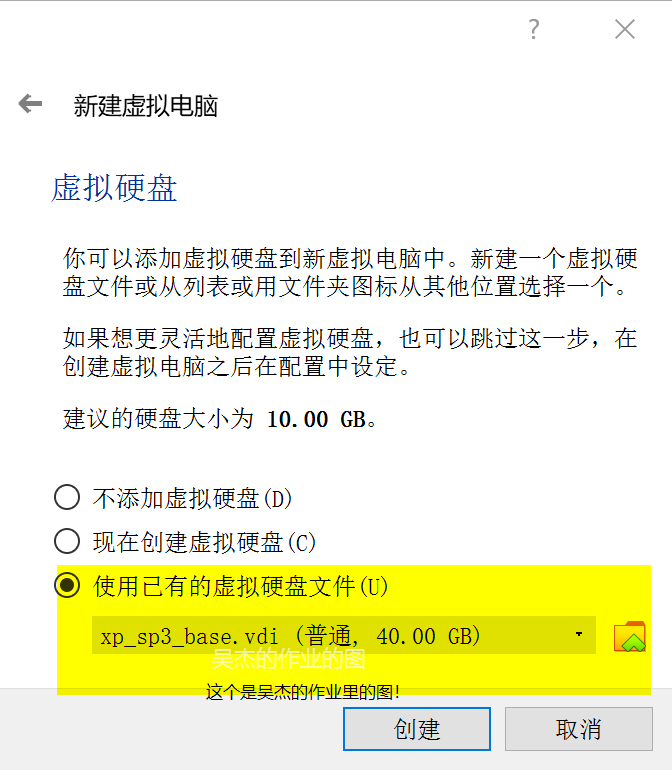 ?
新建虚拟电脑
虚拟硬盘
你可以添加虚拟硬盘到新虚拟电脑中。新建一个虚拟硬
盘文件或从列表或用文件夹图标从其他位置选择一个。
如果想更灵活地配置虚拟硬盘，也可以跳过这一步，在
创建虚拟电脑之后在配置中设定。
建议的硬盘大小为 10.00 GB。
不添加虚拟硬盘(D)
现在创建虚拟硬盘(C)
使用已有的虚拟硬盘文件(U)
xp_sp3_base.vdi (普通, 40.00 GB)
吴杰的作业的图
这个是吴杰的作业里的图!
创建 取消